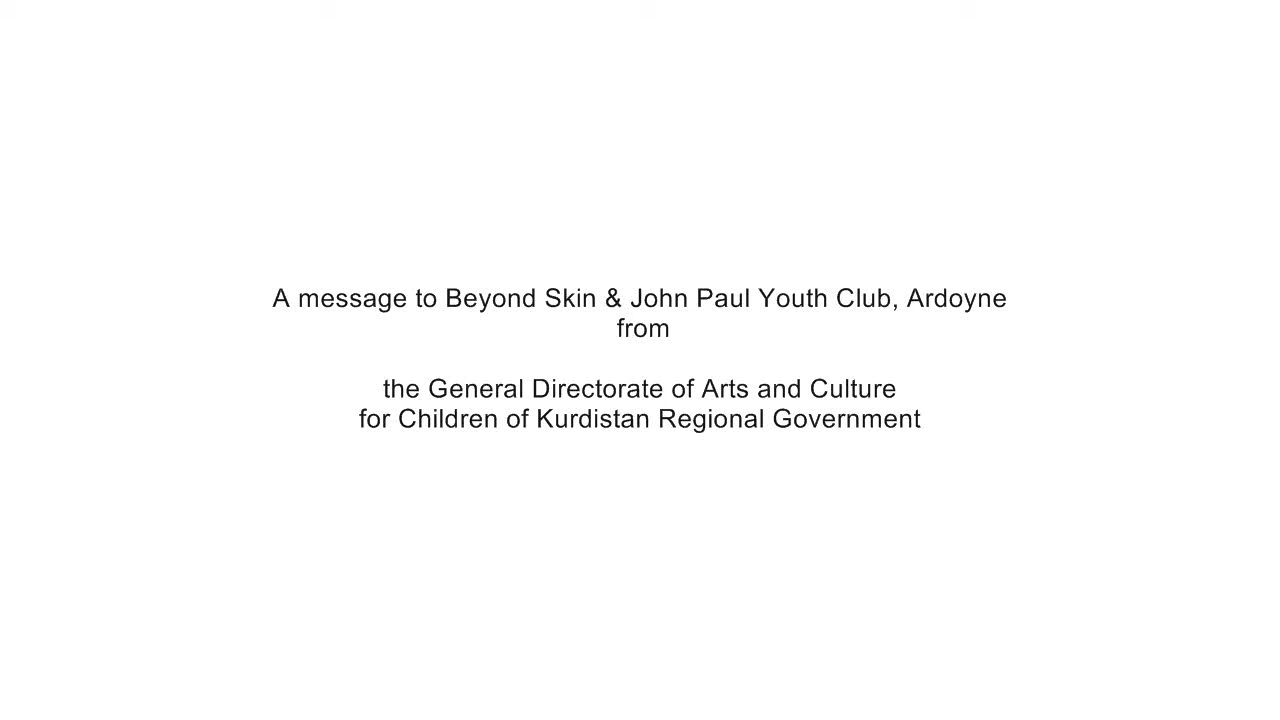 A message to Beyond Skin & John Paul Youth Club, Ardoyne
from
the General Directorate of Arts and Culture
for Children of Kurdistan Regional Government